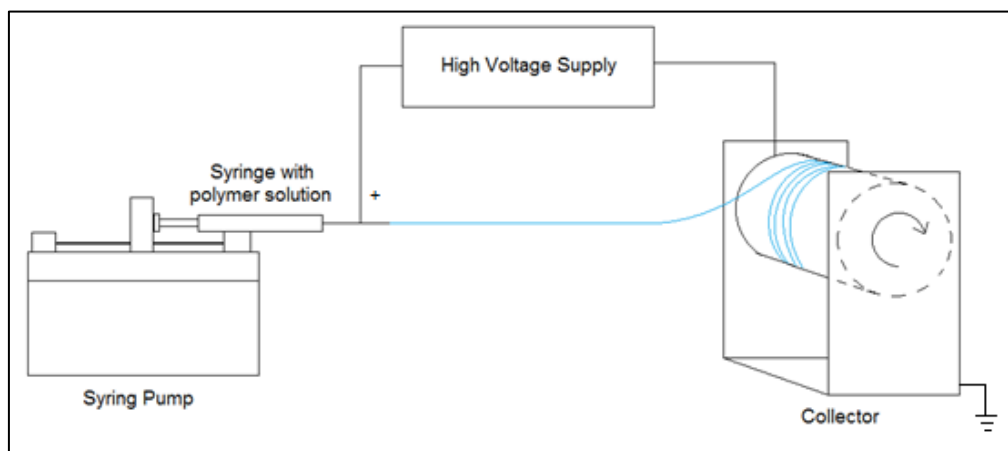 High Voltage Supply
Syringe with
polymer solution
+
Syring Pump
Collector